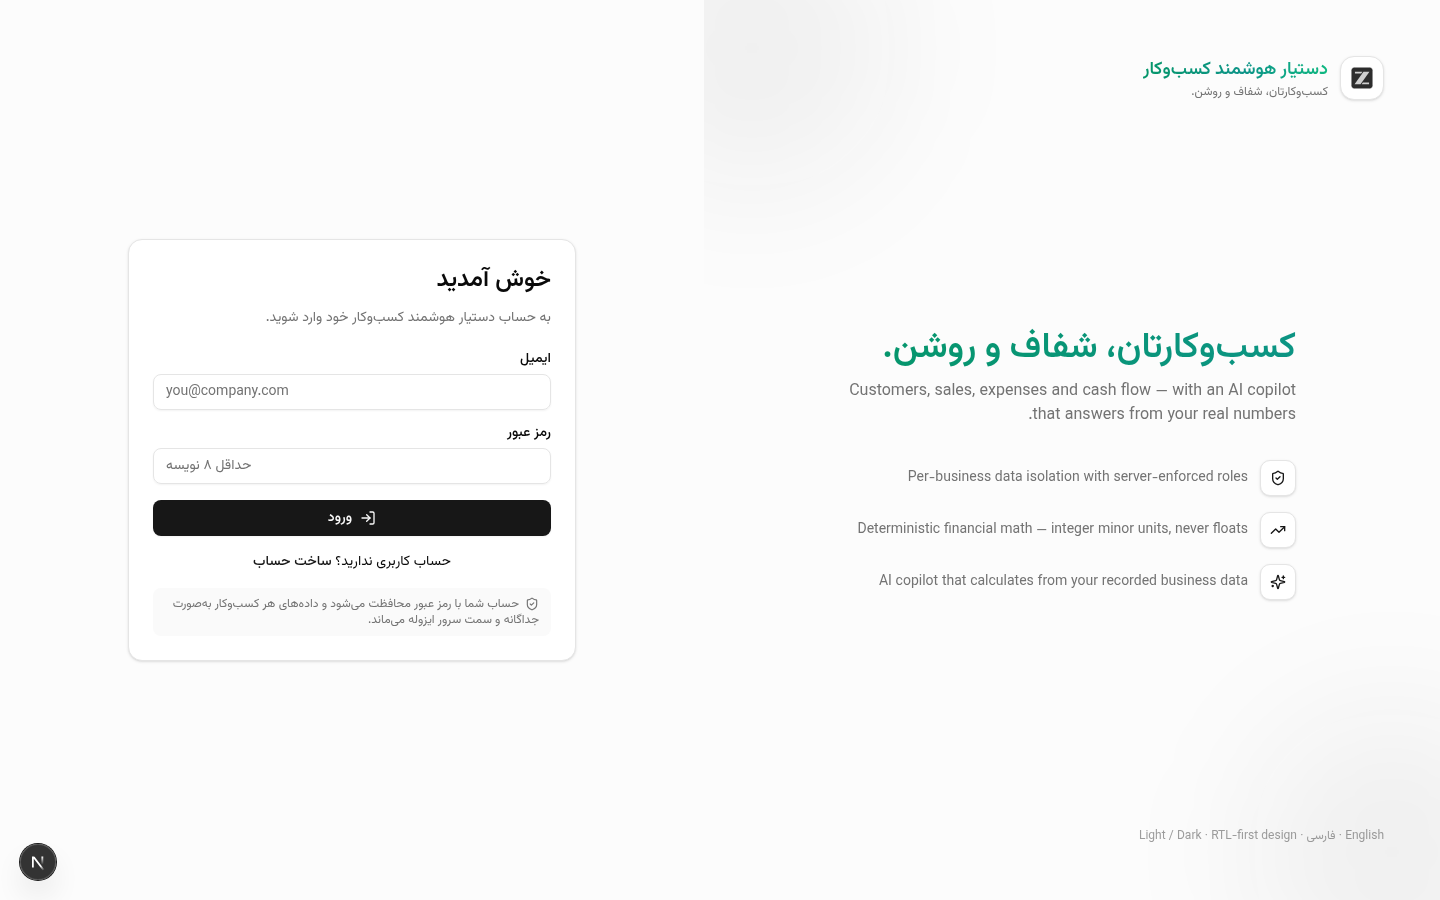 دستیار هوشمند کسب‌وکار
کسب‌وکارتان، شفاف و روشن.
کسب‌وکارتان، شفاف و روشن.
Customers, sales, expenses and cash flow — with an AI copilot
that answers from your real numbers.
Per-business data isolation with server-enforced roles
Deterministic financial math — integer minor units, never floats
AI copilot that calculates from your recorded business data
Light / Dark · RTL-first design · فارسی · English
خوش آمدید
به حساب دستیار هوشمند کسب‌وکار خود وارد شوید.
ایمیل
you@company.com
رمز عبور
حداقل ۸ نویسه
ورود
حساب کاربری ندارید؟ ساخت حساب
حساب شما با رمز عبور محافظت می‌شود و داده‌های هر کسب‌وکار به‌صورت
جداگانه و سمت سرور ایزوله می‌ماند.